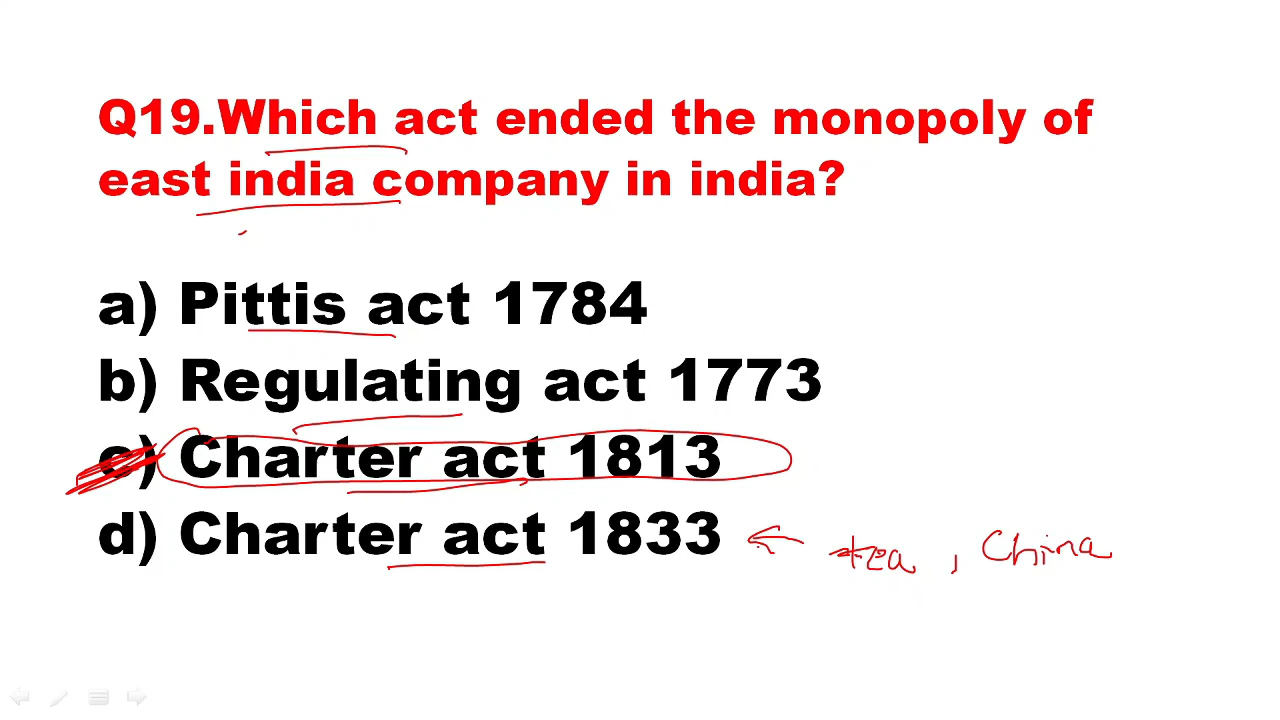 Q19.Which act ended the monopoly of
east india company in india?
a) Pittis act 1784
b) Regulating act 1773
c) Charter act 1813
d) Charter act 1833
tea , China